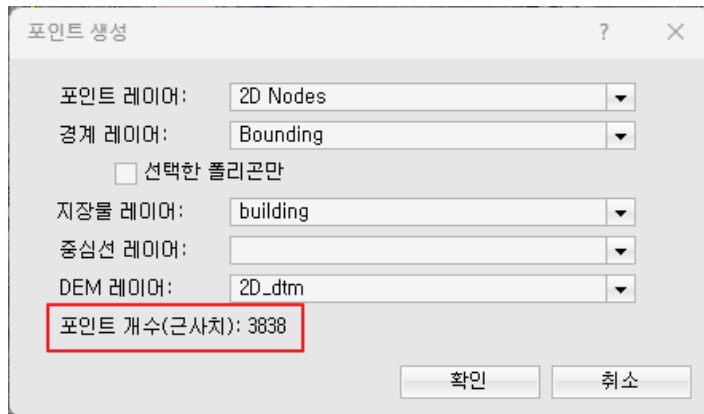 포인트 생성
포인트 레이어: 2D Nodes
경계 레이어: Bounding
선택한 폴리곤만
지장물 레이어: building
중심선 레이어:
DEM 레이어: 2D_dtm
포인트 개수(근사치): 3838
확인 취소